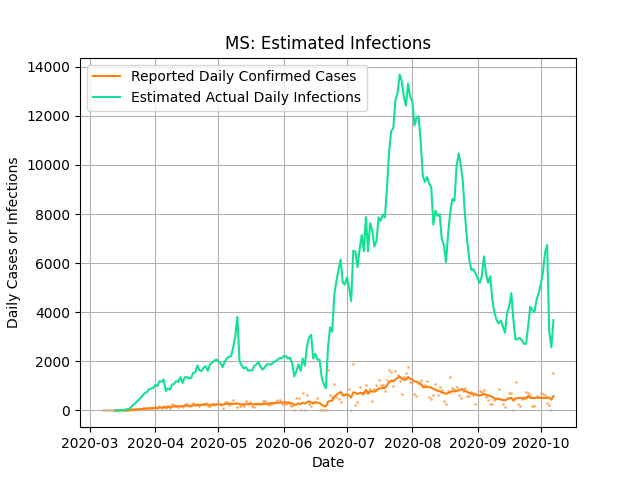 MS: Estimated Infections
Reported Daily Confirmed Cases
Estimated Actual Daily Infections
Daily Cases or Infections
14000
12000
10000
8000
6000
4000
2000
0
2020-03 2020-04 2020-05 2020-06 2020-07 2020-08 2020-09 2020-10
Date